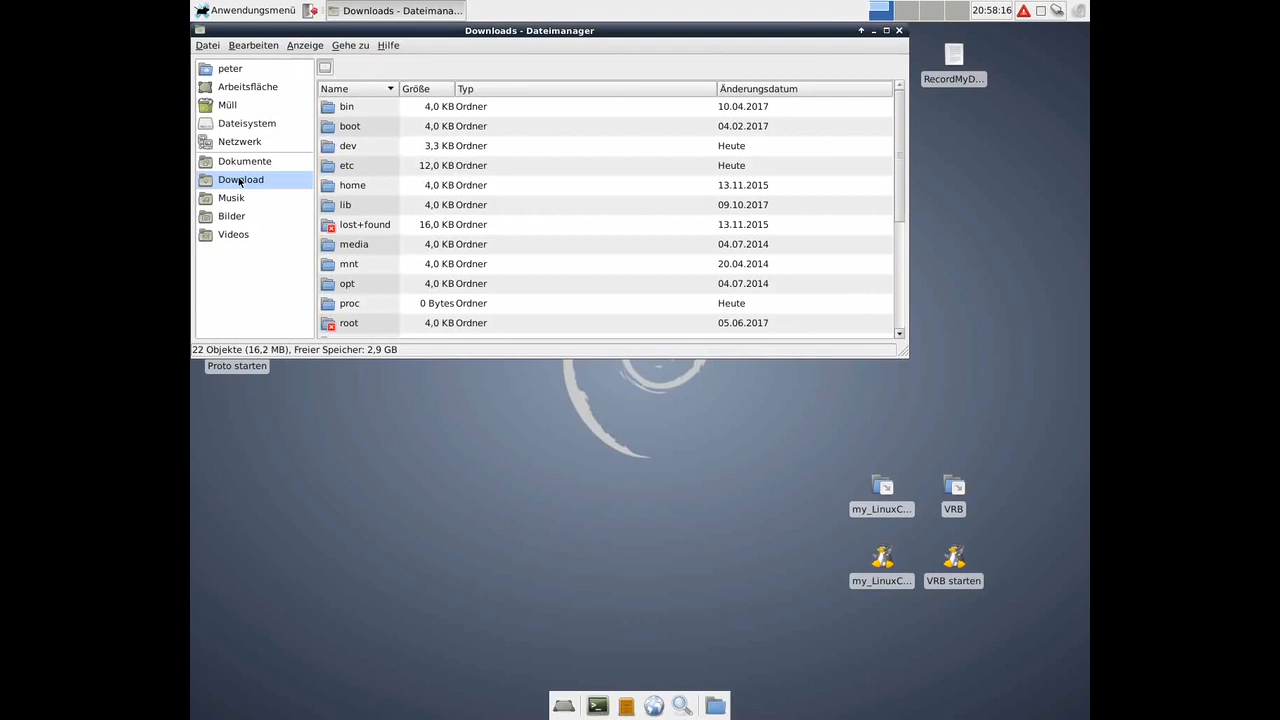 Anwendungsmenü
Downloads - Dateimana...
20:58:16
Downloads - Dateimanager
Datei Bearbeiten Anzeige Gehe zu Hilfe
peter
Arbeitsfläche
Müll
Dateisystem
Netzwerk
Dokumente
Download
Musik
Bilder
Videos
Name Größe Typ Änderungsdatum
bin 4,0 KB Ordner 10.04.2017
boot 4,0 KB Ordner 04.02.2017
dev 3,3 KB Ordner Heute
etc 12,0 KB Ordner Heute
home 4,0 KB Ordner 13.11.2015
lib 4,0 KB Ordner 09.10.2017
lost+found 16,0 KB Ordner 13.11.2015
media 4,0 KB Ordner 04.07.2014
mnt 4,0 KB Ordner 20.04.2014
opt 4,0 KB Ordner 04.07.2014
proc 0 Bytes Ordner Heute
root 4,0 KB Ordner 05.06.2017
22 Objekte (16,2 MB), Freier Speicher: 2,9 GB
RecordMyD...
Proto starten
my_LinuxC...
VRB
my_LinuxC...
VRB starten